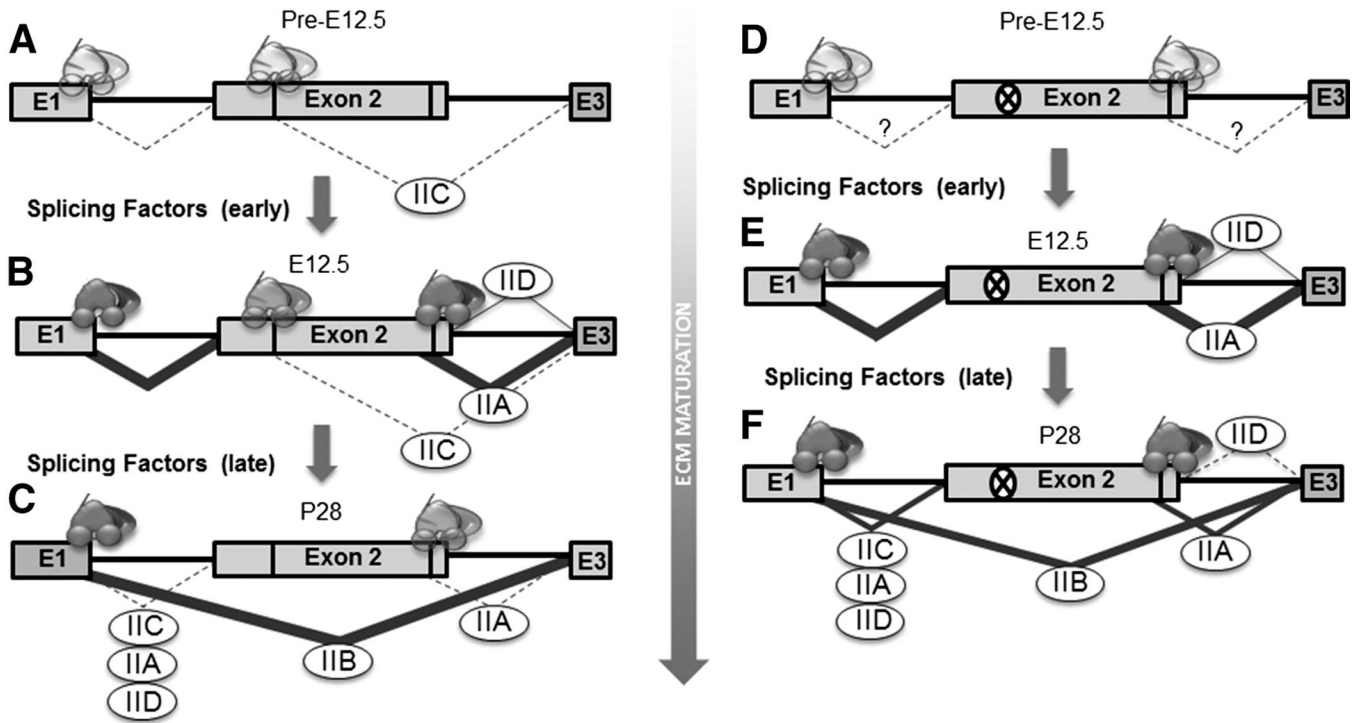 A
Pre-E12.5
E1
Exon 2
E3
IIC
Splicing Factors (early)
B
E12.5
IID
E1
Exon 2
E3
IIA
IIC
Splicing Factors (late)
C
P28
E1
Exon 2
E3
IIC
IIA
IIA
IIB
IID
ECM MATURATION
D
Pre-E12.5
E1
Exon 2
E3
?
?
Splicing Factors (early)
E
E12.5
IID
E1
Exon 2
E3
IIA
Splicing Factors (late)
F
P28
IID
E1
Exon 2
E3
IIC
IIA
IIA
IIB
IID